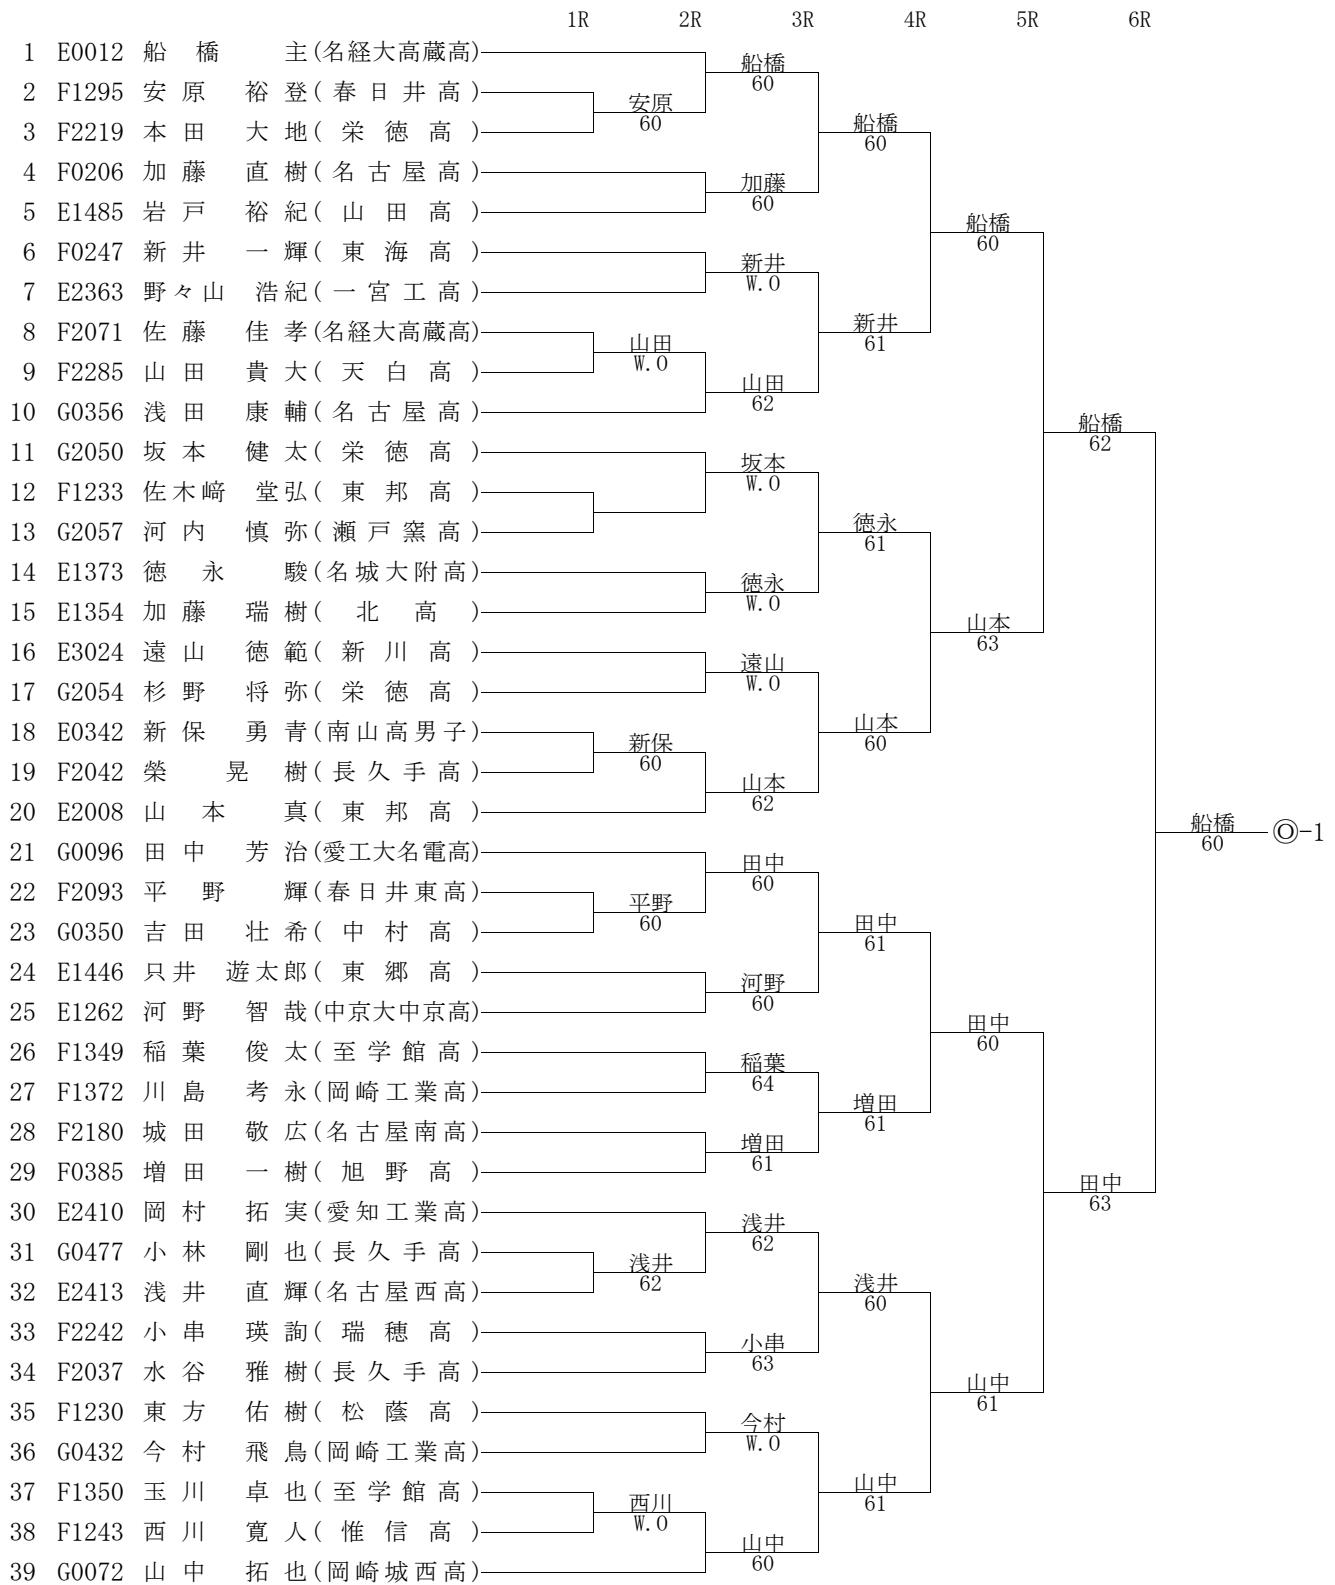 1R 2R 3R 4R 5R 6R
1 E0012 船橋 主(名経大高蔵高)
船橋
60
2 F1295 安原 裕登(春日井高)
安原
60
3 F2219 本田 大地(栄徳高)
船橋
60
4 F0206 加藤 直樹(名古屋高)
加藤
60
5 E1485 岩戸 裕紀(山田高)
船橋
60
6 F0247 新井 一輝(東海高)
新井
W.O
7 E2363 野々山 浩紀(一宮工高)
8 F2071 佐藤 佳孝(名経大高蔵高)
新井
61
山田
W.O
9 F2285 山田 貴大(天白高)
山田
62
10 G0356 浅田 康輔(名古屋高)
船橋
62
11 G2050 坂本 健太(栄徳高)
坂本
W.O
12 F1233 佐木﨑 堂弘(東邦高)
13 G2057 河内 慎弥(瀬戸窯高)
徳永
61
14 E1373 徳永 駿(名城大附高)
徳永
W.O
15 E1354 加藤 瑞樹(北高)
山本
63
16 E3024 遠山 徳範(新川高)
遠山
W.O
17 G2054 杉野 将弥(栄徳高)
18 E0342 新保 勇青(南山高男子)
山本
60
新保
60
19 F2042 榮 晃樹(長久手高)
山本
62
20 E2008 山本 真(東邦高)
船橋
60
◎-1
21 G0096 田中 芳治(愛工大名電高)
田中
60
22 F2093 平野 輝(春日井東高)
平野
60
23 G0350 吉田 壮希(中村高)
田中
61
24 E1446 只井 遊太郎(東郷高)
河野
60
25 E1262 河野 智哉(中京大中京高)
田中
60
26 F1349 稲葉 俊太(至学館高)
稲葉
64
27 F1372 川島 考永(岡崎工業高)
増田
61
28 F2180 城田 敬広(名古屋南高)
増田
61
29 F0385 増田 一樹(旭野高)
田中
63
30 E2410 岡村 拓実(愛知工業高)
浅井
62
31 G0477 小林 剛也(長久手高)
浅井
62
32 E2413 浅井 直輝(名古屋西高)
浅井
60
33 F2242 小串 瑛詢(瑞穂高)
小串
63
34 F2037 水谷 雅樹(長久手高)
山中
61
35 F1230 東方 佑樹(松蔭高)
今村
W.O
36 G0432 今村 飛鳥(岡崎工業高)
37 F1350 玉川 卓也(至学館高)
山中
61
西川
W.O
38 F1243 西川 寛人(惟信高)
山中
60
39 G0072 山中 拓也(岡崎城西高)